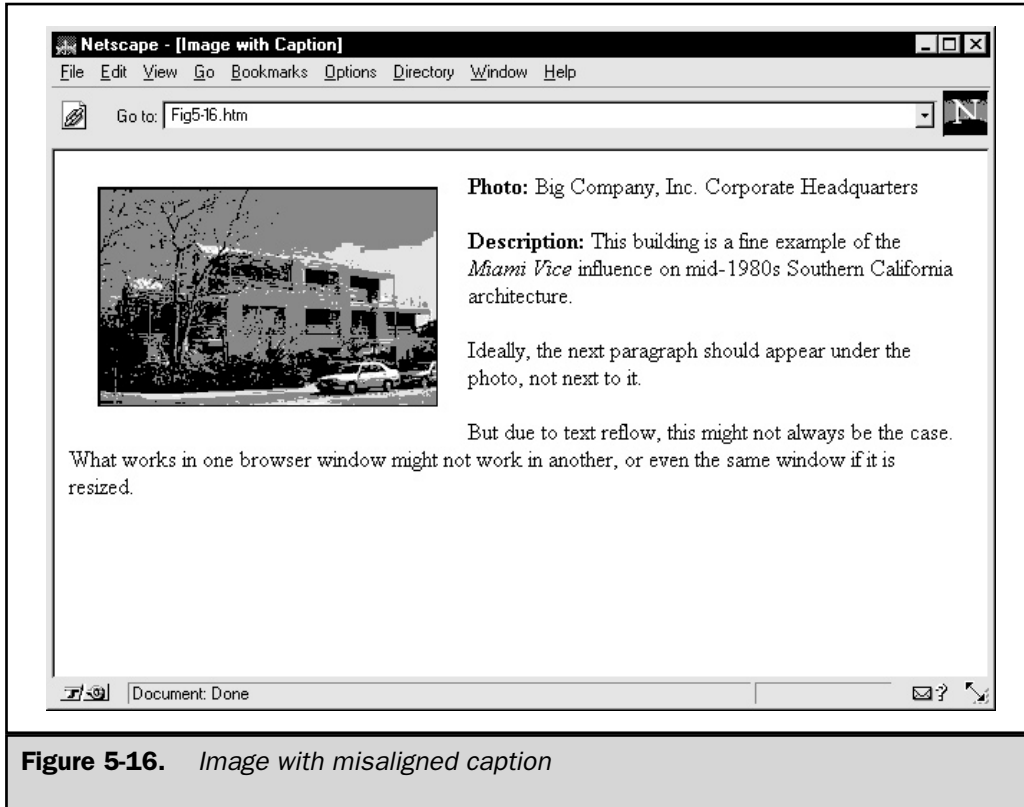 Netscape - [Image with Caption]
File Edit View Go Bookmarks Options Directory Window Help
Go to: Fig5-16.htm
N
Photo: Big Company, Inc. Corporate Headquarters
Description: This building is a fine example of the
Miami Vice influence on mid-1980s Southern California
architecture.
Ideally, the next paragraph should appear under the
photo, not next to it.
But due to text reflow, this might not always be the case.
What works in one browser window might not work in another, or even the same window if it is
resized.
Document: Done
?
Figure 5-16. Image with misaligned caption